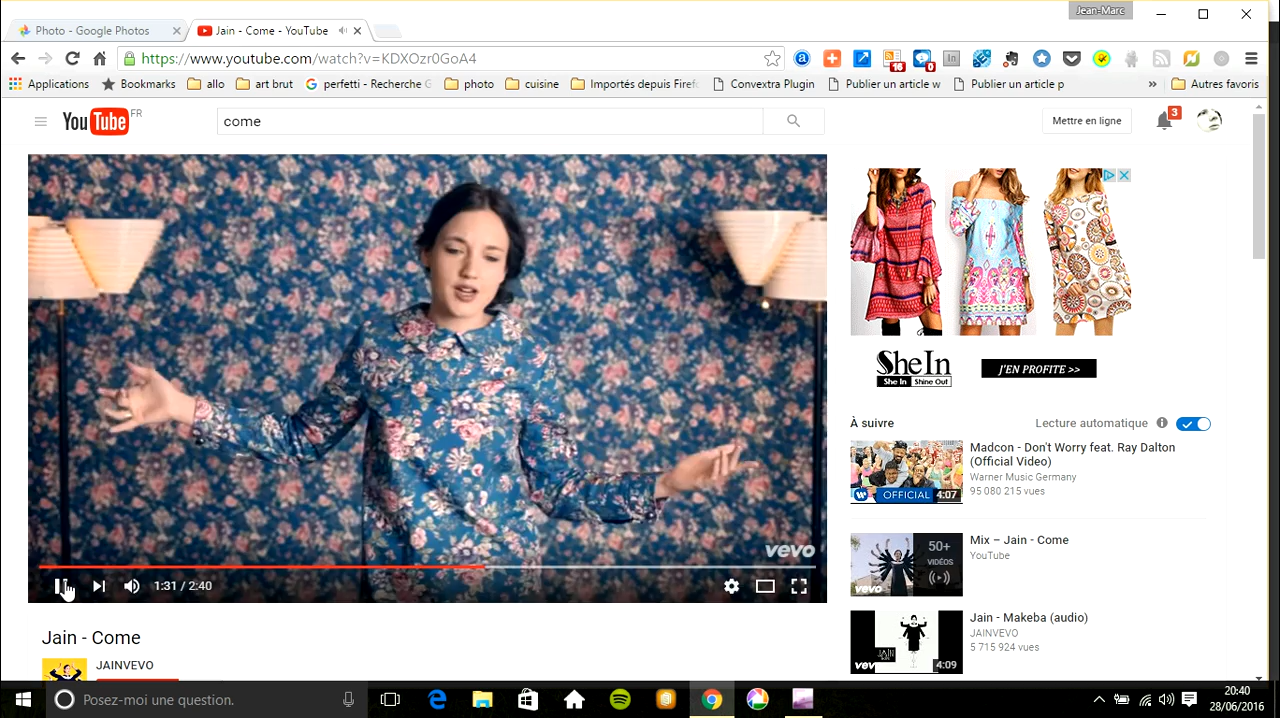 Jean-Marc
Photo - Google Photos
Jain - Come - YouTube
https://www.youtube.com/watch?v=KDXOzr0GoA4
16
0
in
Applications
Bookmarks
allo
art brut
perfetti - Recherche G
photo
cuisine
Importés depuis Firef
Convextra Plugin
Publier un article w
Publier un article p
»
Autres favoris
YouTube FR
come
Mettre en ligne
3
SheIn
She In Shine Out
J'EN PROFITE >>
À suivre
Lecture automatique
Madcon - Don't Worry feat. Ray Dalton
(Official Video)
Warner Music Germany
95 080 215 vues
OFFICIAL 4:07
Mix – Jain - Come
YouTube
50+
VIDÉOS
vevo
Jain - Makeba (audio)
JAINVEVO
5 715 924 vues
JAIN
4:09
vevo
1:31 / 2:40
Jain - Come
JAINVEVO
Posez-moi une question.
20:40
28/06/2016